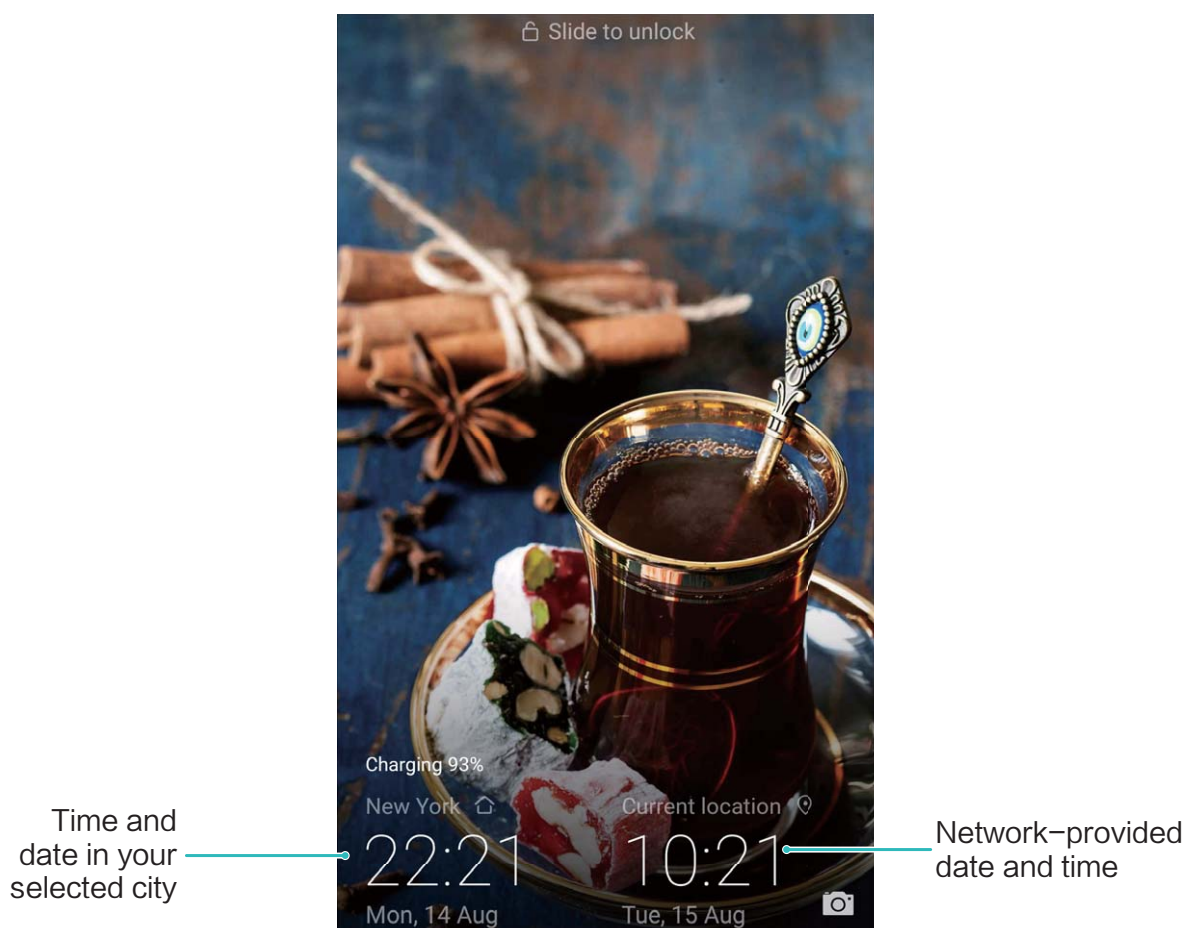 Slide to unlock
Charging 93%
New York
Current location
22:21
10:21
Mon, 14 Aug
Tue, 15 Aug
Time and
date in your
selected city
Network-provided
date and time